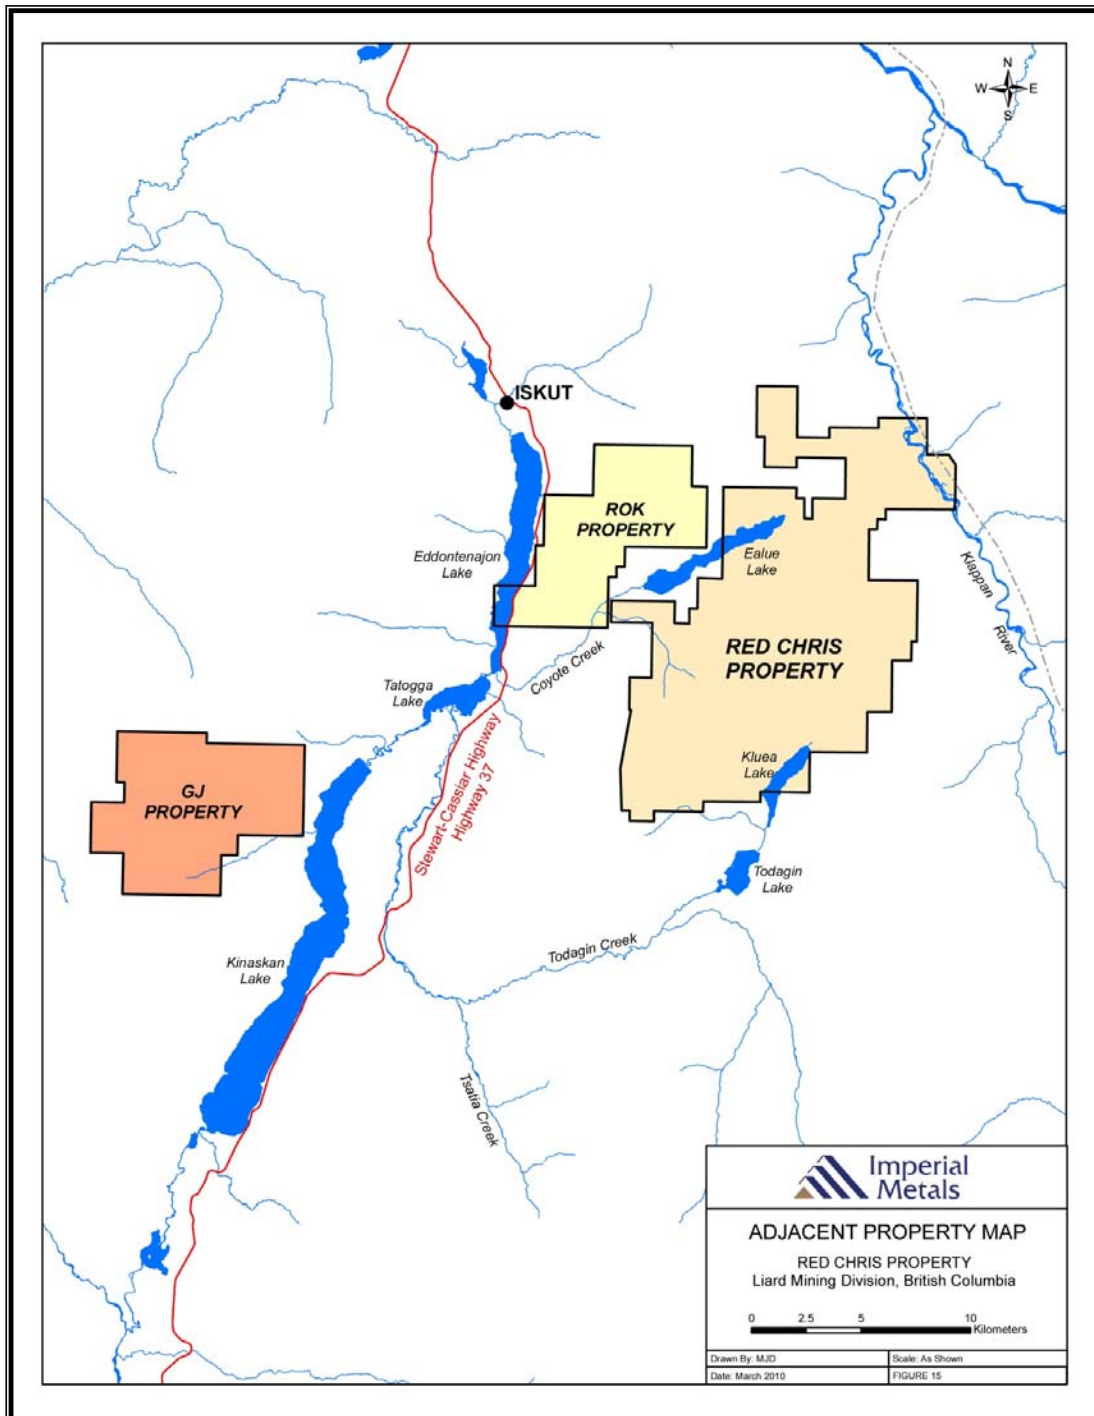 N
W E
S
ISKUT
ROK
PROPERTY
Eddontenajon
Lake
Ealue
Lake
Klappan
River
RED CHRIS
PROPERTY
Coyote Creek
Tatogga
Lake
Stewart-Cassiar Highway
Highway 37
Kluea
Lake
GJ
PROPERTY
Todagin
Lake
Todagin Creek
Kinaskan
Lake
Tsatia Creek
Imperial
Metals
ADJACENT PROPERTY MAP
RED CHRIS PROPERTY
Liard Mining Division, British Columbia
0 2.5 5 10
Kilometers
Drawn By: MJD
Scale: As Shown
Date: March 2010
FIGURE 15